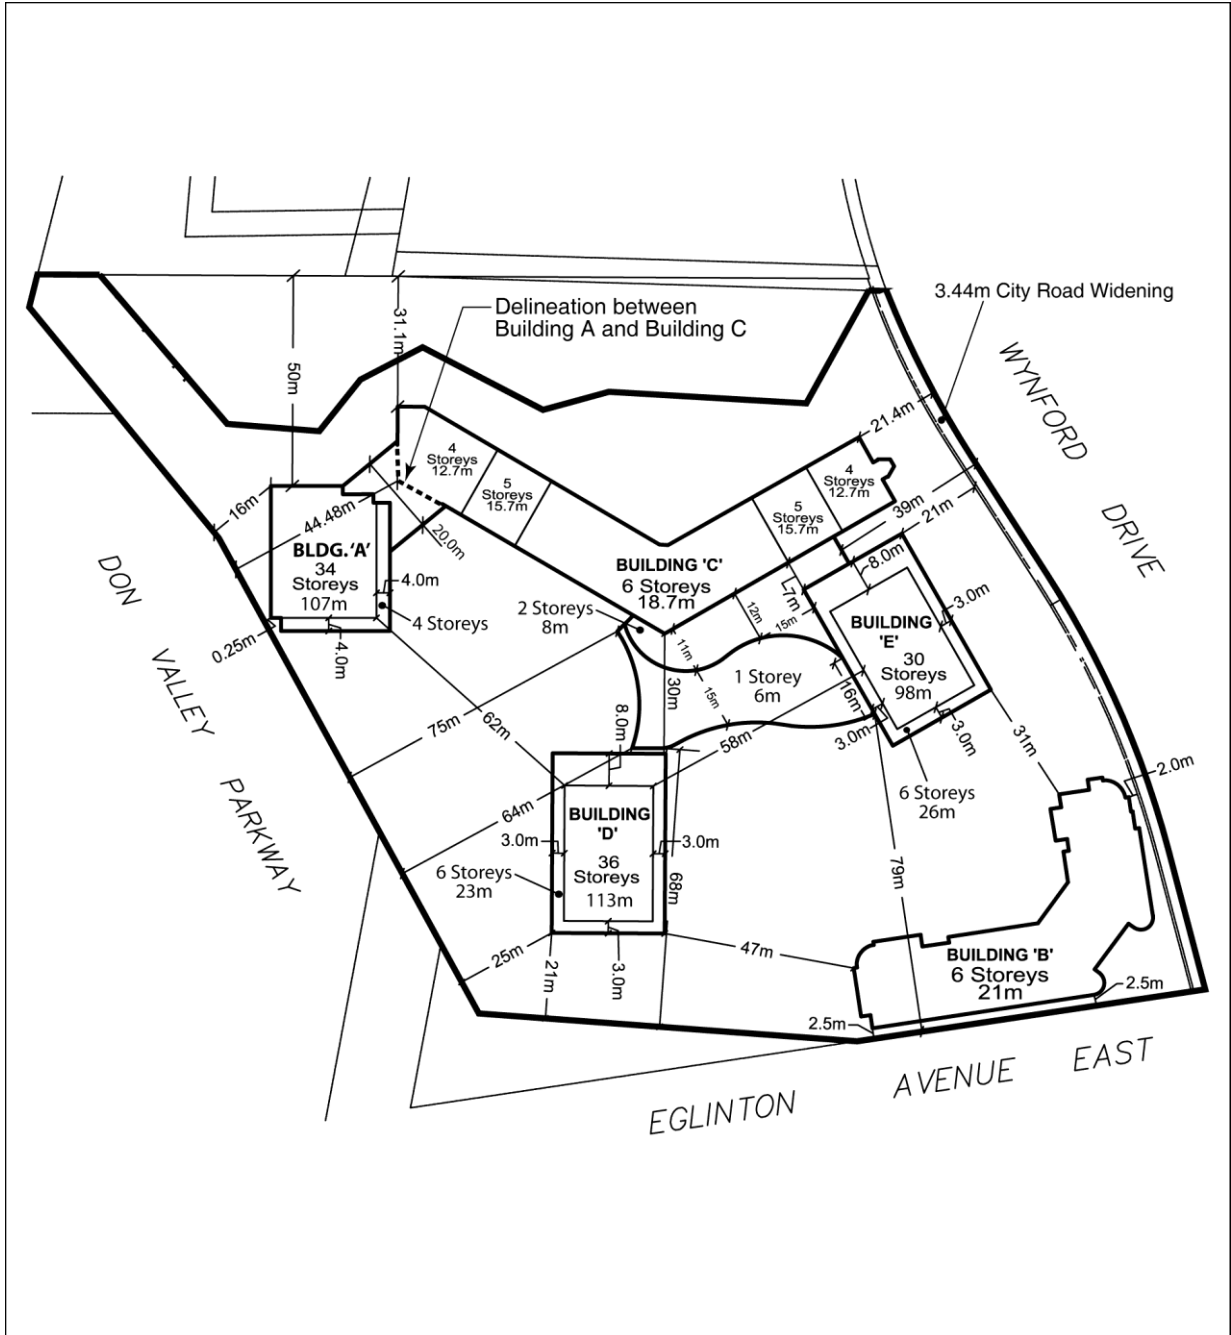 3.44m City Road Widening
Delineation between
Building A and Building C
31.1m
50m
WYNFORD
DRIVE
21.4m
4
Storeys
12.7m
5
Storeys
15.7m
4
Storeys
12.7m
5
Storeys
15.7m
39m
21m
16m
44.48m
20.0m
BLDG.'A'
34
Storeys
107m
4.0m
4 Storeys
0.25m
4.0m
BUILDING 'C'
6 Storeys
18.7m
8.0m
7m
3.0m
2 Storeys
8m
12m
15m
11m
15m
30m
1 Storey
6m
BUILDING
'E'
30
Storeys
98m
16m
3.0m
3.0m
6 Storeys
26m
31m
2.0m
DON
VALLEY
PARKWAY
75m
62m
8.0m
58m
64m
BUILDING
'D'
36
Storeys
113m
3.0m
3.0m
6 Storeys
23m
68m
79m
25m
21m
3.0m
47m
BUILDING 'B'
6 Storeys
21m
2.5m
2.5m
EGLINTON AVENUE EAST